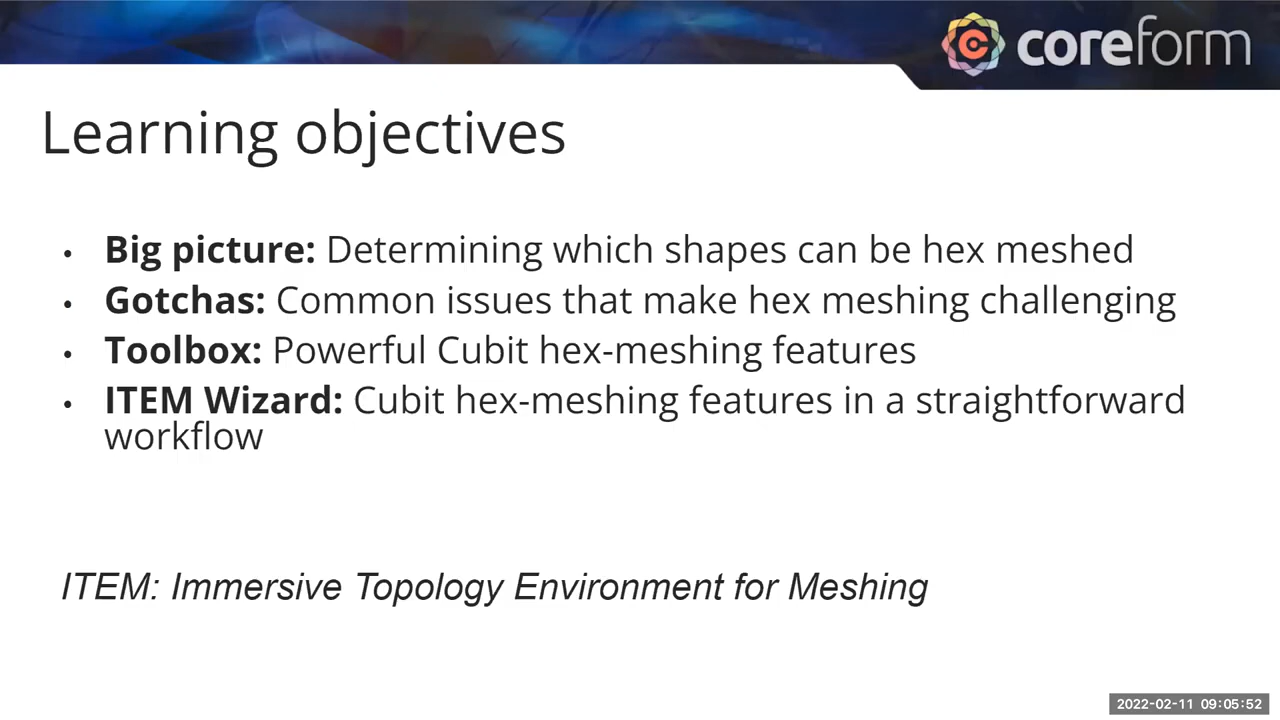 coreform
Learning objectives
• Big picture: Determining which shapes can be hex meshed
• Gotchas: Common issues that make hex meshing challenging
• Toolbox: Powerful Cubit hex-meshing features
• ITEM Wizard: Cubit hex-meshing features in a straightforward
workflow
ITEM: Immersive Topology Environment for Meshing
2022-02-11 09:05:52